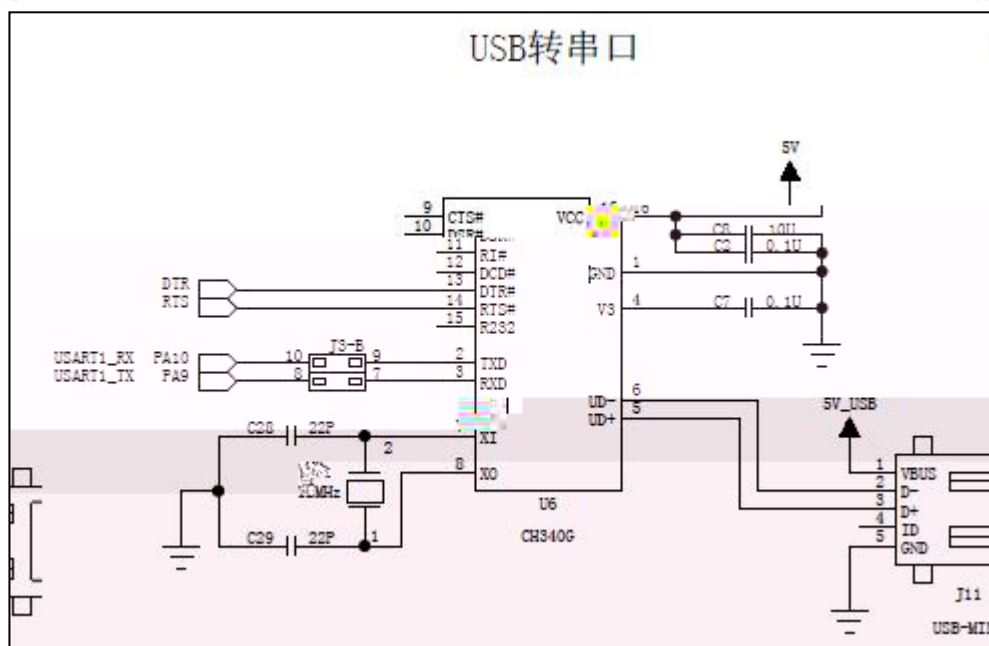 USB转串口
5V
9 CTS# VCC
10
C2 0.1U
11 RI#
12 DCD# GND 1
DTR 13 DTR#
RTS 14 RTS# V3 4 C7 0.1U
15 R232
J3-B
USART1_RX PA10 10 9 2 TXD
USART1_TX PA9 8 7 3 RXD
UD- 6
UD+ 5 5V_USB
C28 22P 2 XI
1 VBUS
8 XO 2 D-
U6 3 D+
4 ID
C29 22P 1 CH340G 5 GND
J11